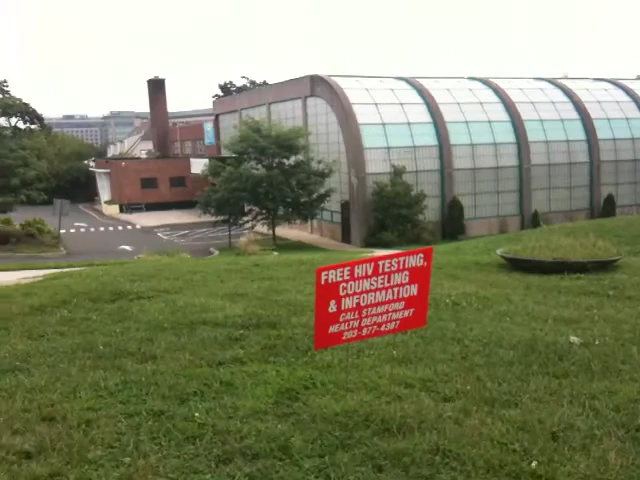 FREE HIV TESTING,
COUNSELING
& INFORMATION
CALL STAMFORD
HEALTH DEPARTMENT
203-977-4387